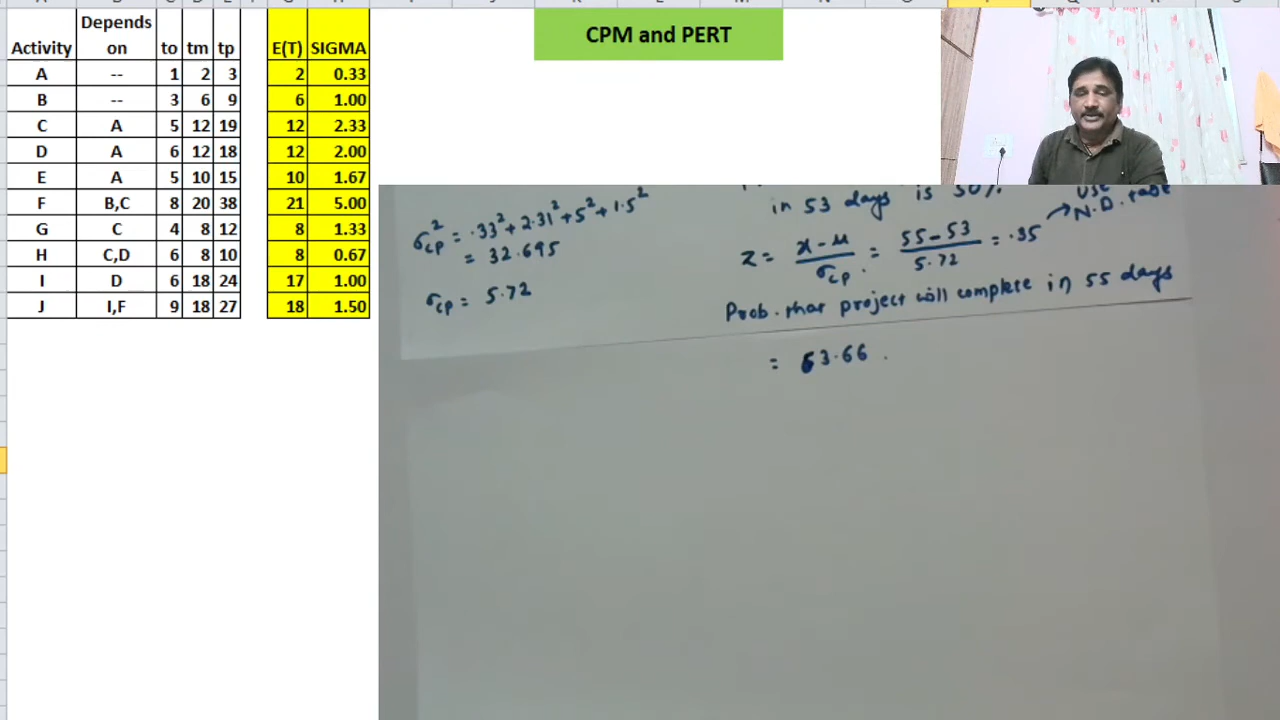 CPM and PERT
Activity Depends on to tm tp E(T) SIGMA
A -- 1 2 3 2 0.33
B -- 3 6 9 6 1.00
C A 5 12 19 12 2.33
D A 6 12 18 12 2.00
E A 5 10 15 10 1.67
F B,C 8 20 38 21 5.00
G C 4 8 12 8 1.33
H C,D 6 8 10 8 0.67
I D 6 18 24 17 1.00
J I,F 9 18 27 18 1.50
σ²cp = .33² + 2.31² + 5² + 1.5²
= 32.695
σcp = 5.72
in 53 days is 50%
Z = x-μ / σcp. = 55-53 / 5.72 = .35
USE
N.D. table
Prob. that project will complete in 55 days
= 63.66